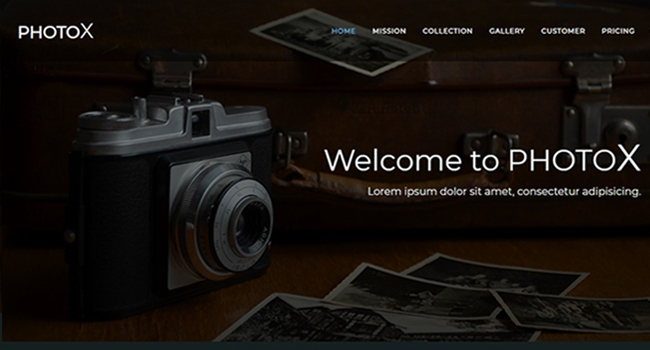 PHOTOX
HOME MISSION COLLECTION GALLERY CUSTOMER PRICING
Welcome to PHOTOX
Lorem ipsum dolor sit amet, consectetur adipisicing.